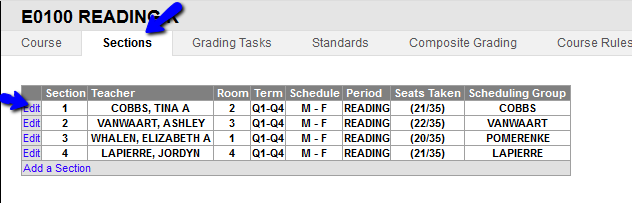 E0100 READING K
Course Sections Grading Tasks Standards Composite Grading Course Rules
Section Teacher Room Term Schedule Period Seats Taken Scheduling Group
Edit 1 COBBS, TINA A 2 Q1-Q4 M - F READING (21/35) COBBS
Edit 2 VANWAART, ASHLEY 3 Q1-Q4 M - F READING (22/35) VANWAART
Edit 3 WHALEN, ELIZABETH A 1 Q1-Q4 M - F READING (20/35) POMERENKE
Edit 4 LAPIERRE, JORDYN 4 Q1-Q4 M - F READING (21/35) LAPIERRE
Add a Section